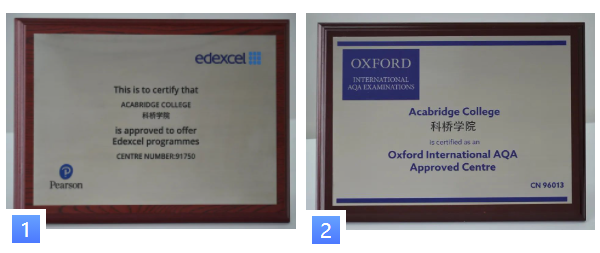 edexcel
This is to certify that
ACABRIDGE COLLEGE
科桥学院
is approved to offer
Edexcel programmes
CENTRE NUMBER:91750
Pearson
1
OXFORD
INTERNATIONAL
AQA EXAMINATIONS
Acabridge College
科桥学院
is certified as an
Oxford International AQA
Approved Centre
CN 96013
2